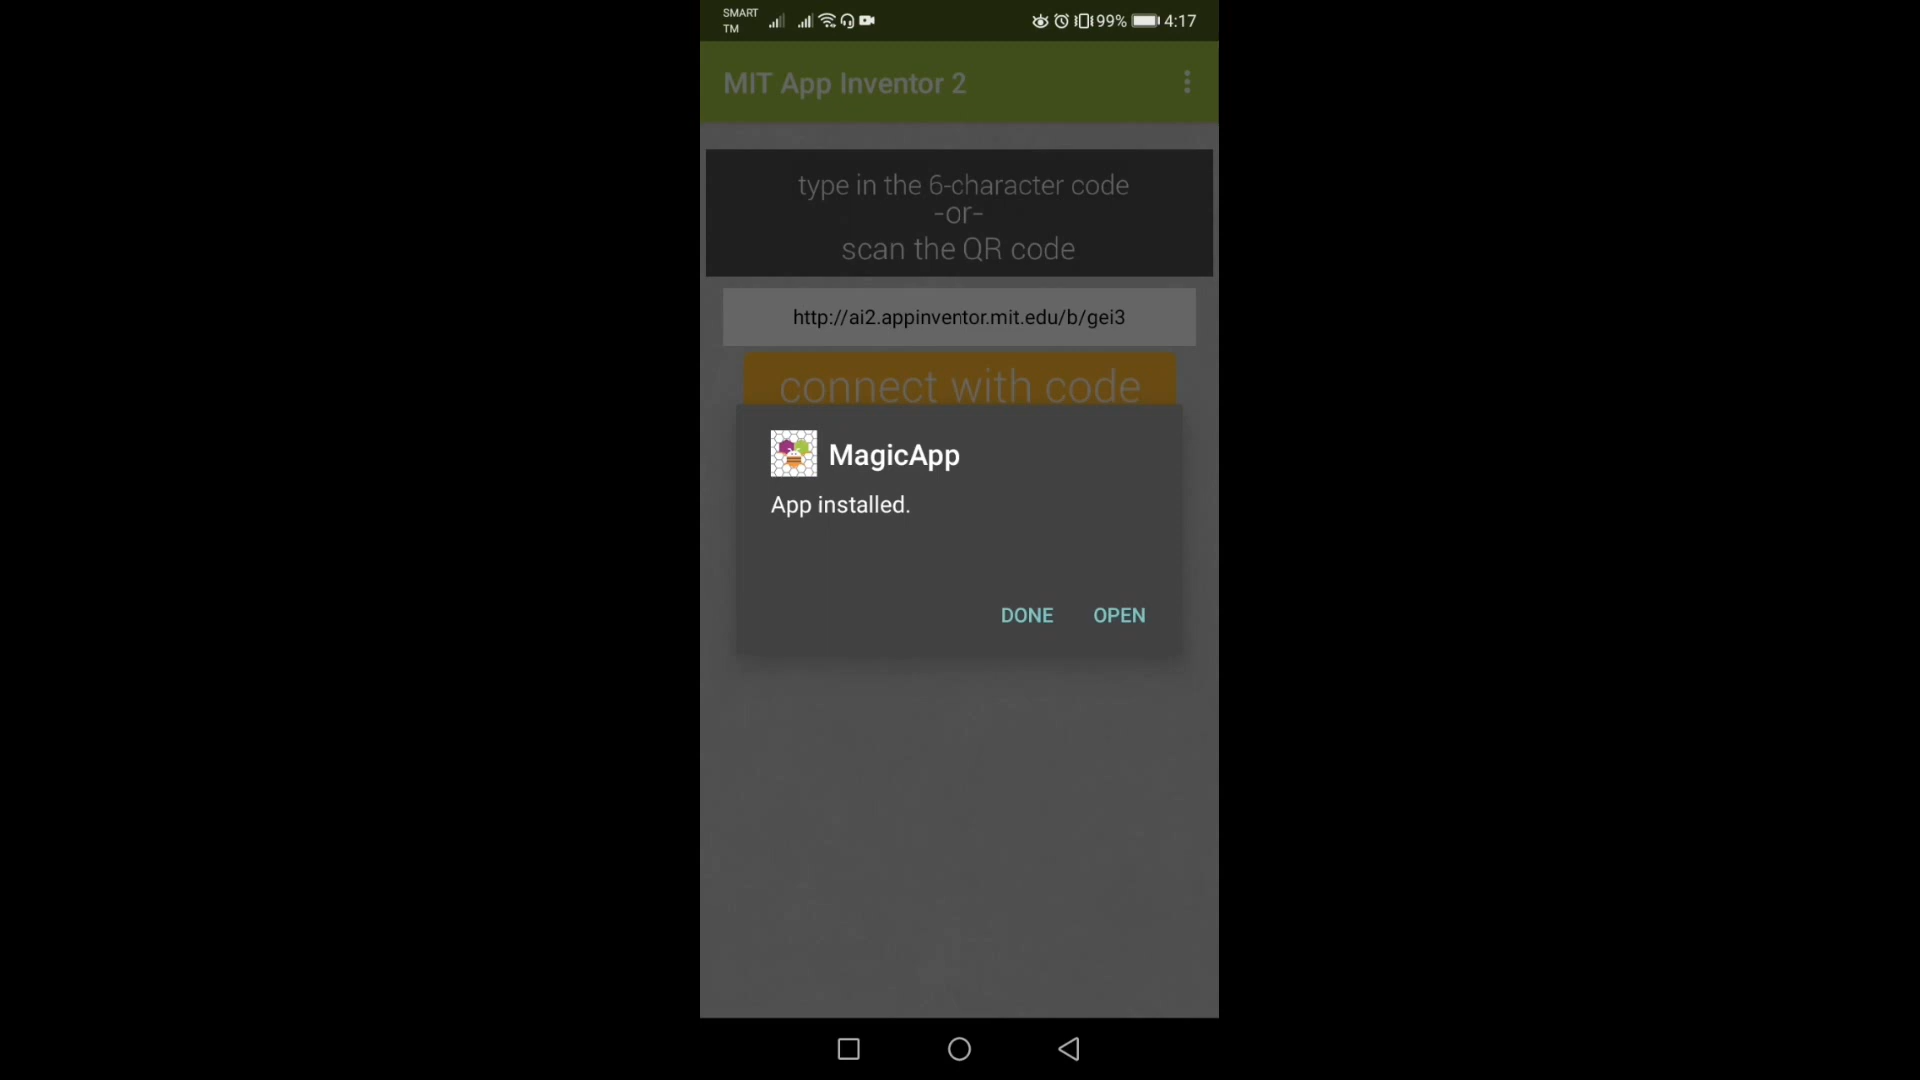 SMART
TM
99%
4:17
MIT App Inventor 2
type in the 6-character code
-or-
scan the QR code
http://ai2.appinventor.mit.edu/b/gei3
connect with code
MagicApp
App installed.
DONE OPEN